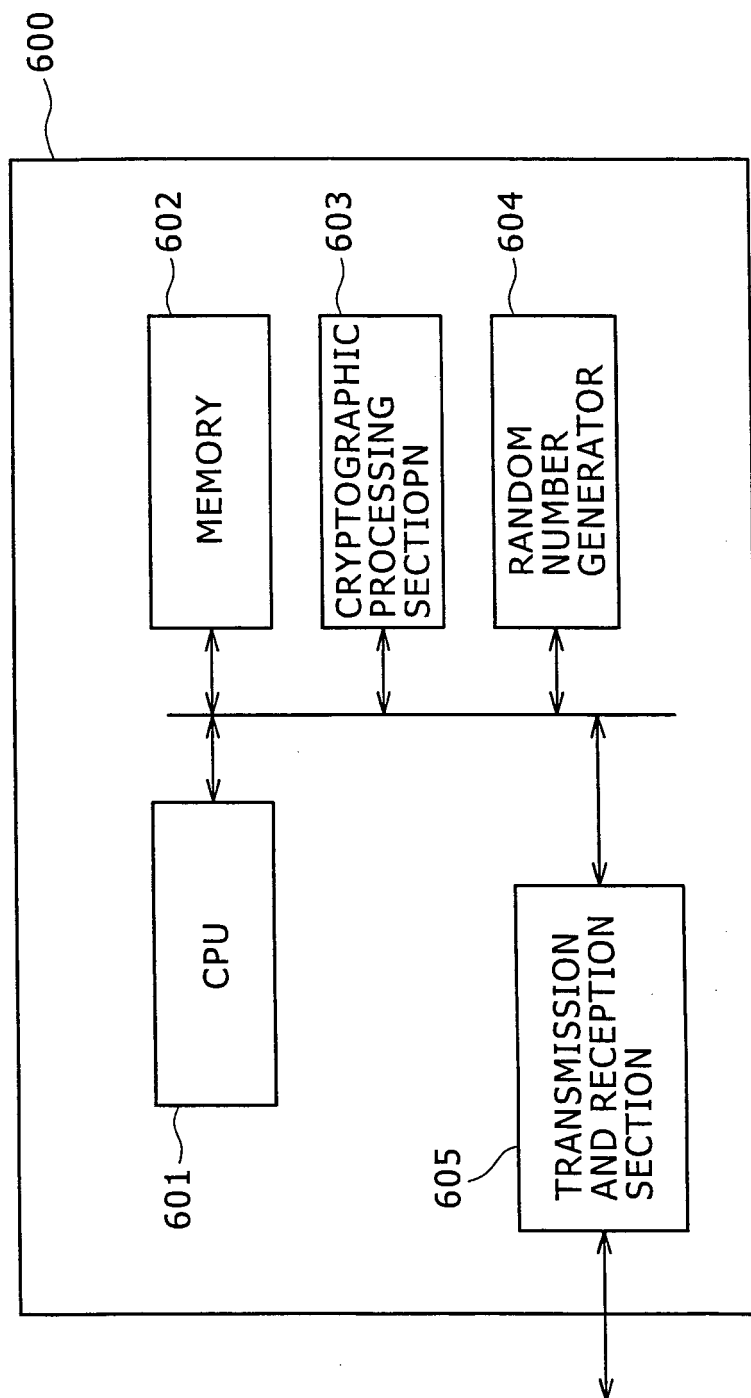 600
601
CPU
602
MEMORY
603
CRYPTOGRAPHIC
PROCESSING
SECTIOPN
604
RANDOM
NUMBER
GENERATOR
605
TRANSMISSION
AND RECEPTION
SECTION